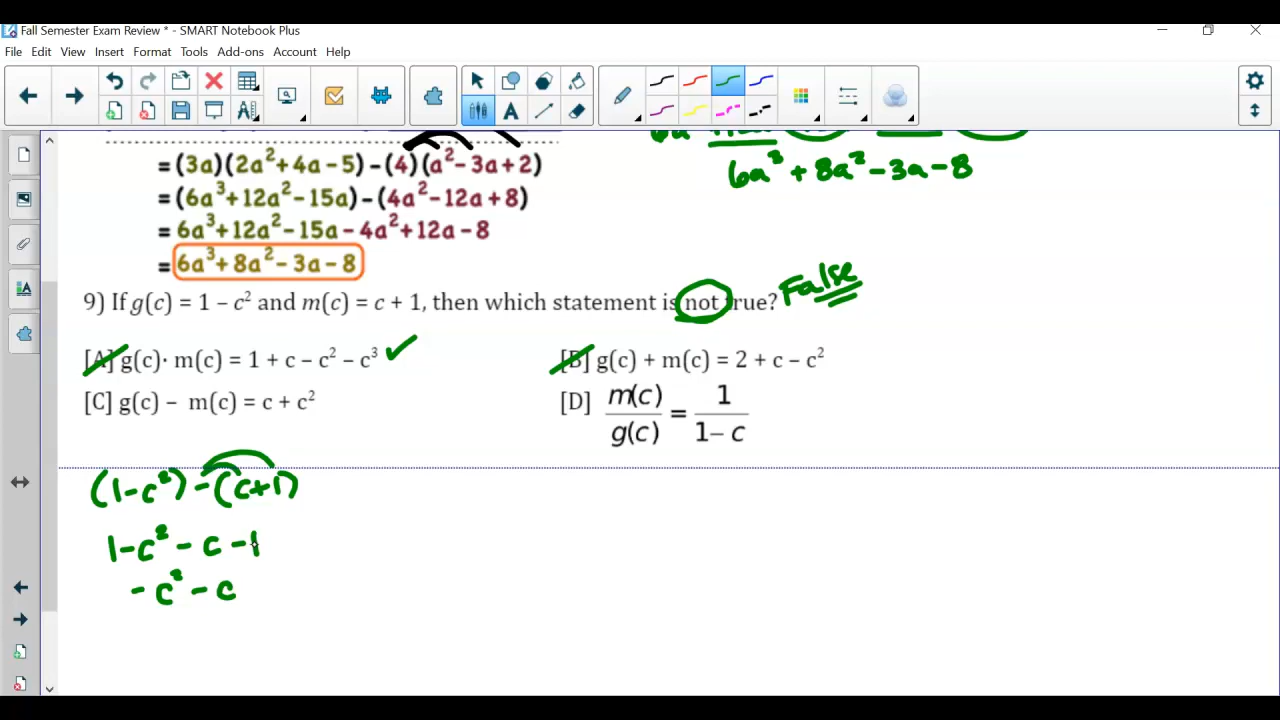 Fall Semester Exam Review * - SMART Notebook Plus
File Edit View Insert Format Tools Add-ons Account Help
= (3a)(2a²+4a-5)-(4)(a²-3a+2)
= (6a³+12a²-15a)-(4a²-12a+8)
= 6a³+12a²-15a-4a²+12a-8
= 6a³+8a²-3a-8
6a³ + 8a² - 3a - 8
9) If g(c) = 1 – c² and m(c) = c + 1, then which statement is not true? False
[A] g(c)· m(c) = 1 + c – c² – c³ ✓
[B] g(c) + m(c) = 2 + c – c²
[C] g(c) – m(c) = c + c²
[D] m(c)/g(c) = 1/(1– c)
(1-c²) - (c+1)
1-c² - c -1
- c² - c